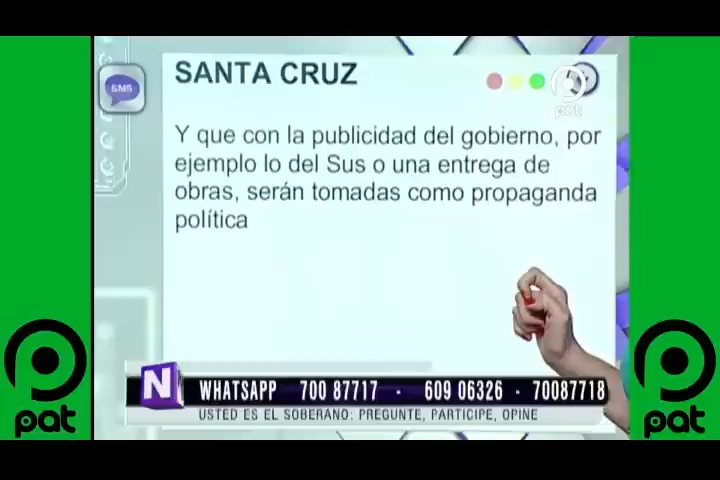 SANTA CRUZ
SMS
pat
Y que con la publicidad del gobierno, por
ejemplo lo del Sus o una entrega de
obras, serán tomadas como propaganda
política
N
WHATSAPP 700 87717 - 609 06326 - 70087718
USTED ES EL SOBERANO: PREGUNTE, PARTICIPE, OPINE
pat
pat